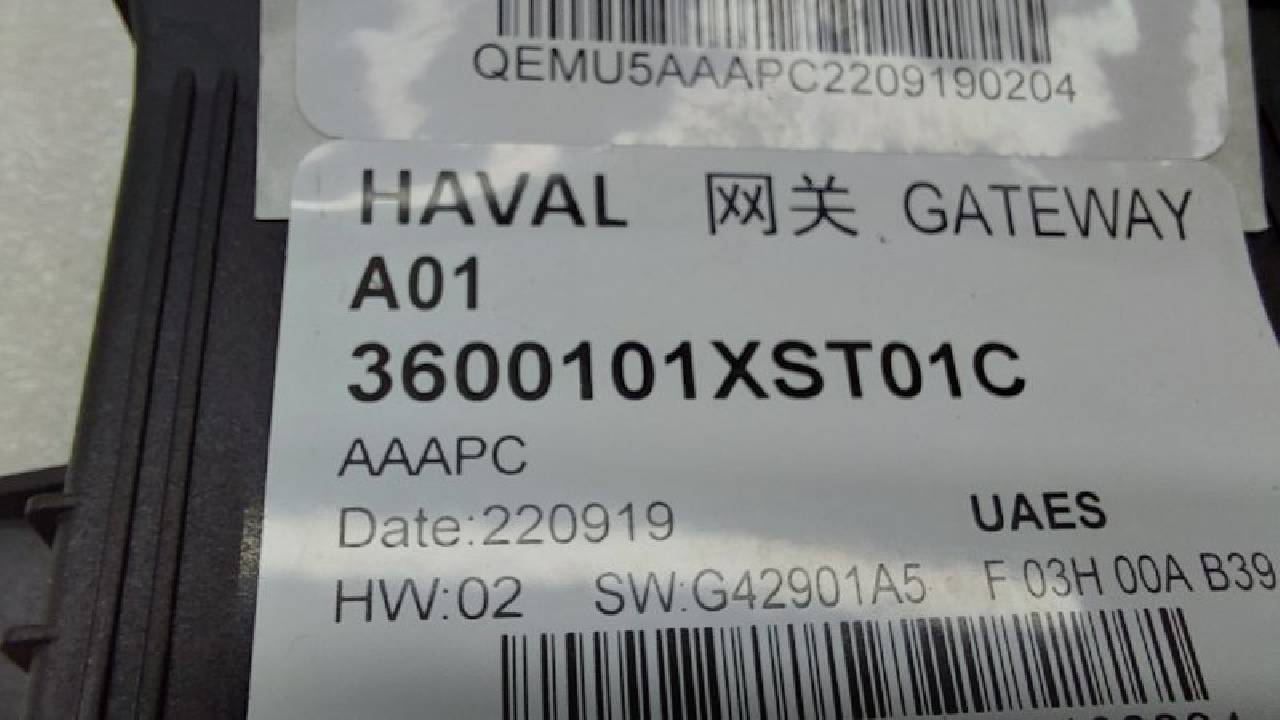 QEMU5AAAPC2209190204
HAVAL 网关 GATEWAY
A01
3600101XST01C
AAAPC
Date:220919 UAES
HW:02 SW:G42901A5 F 03H 00A B39